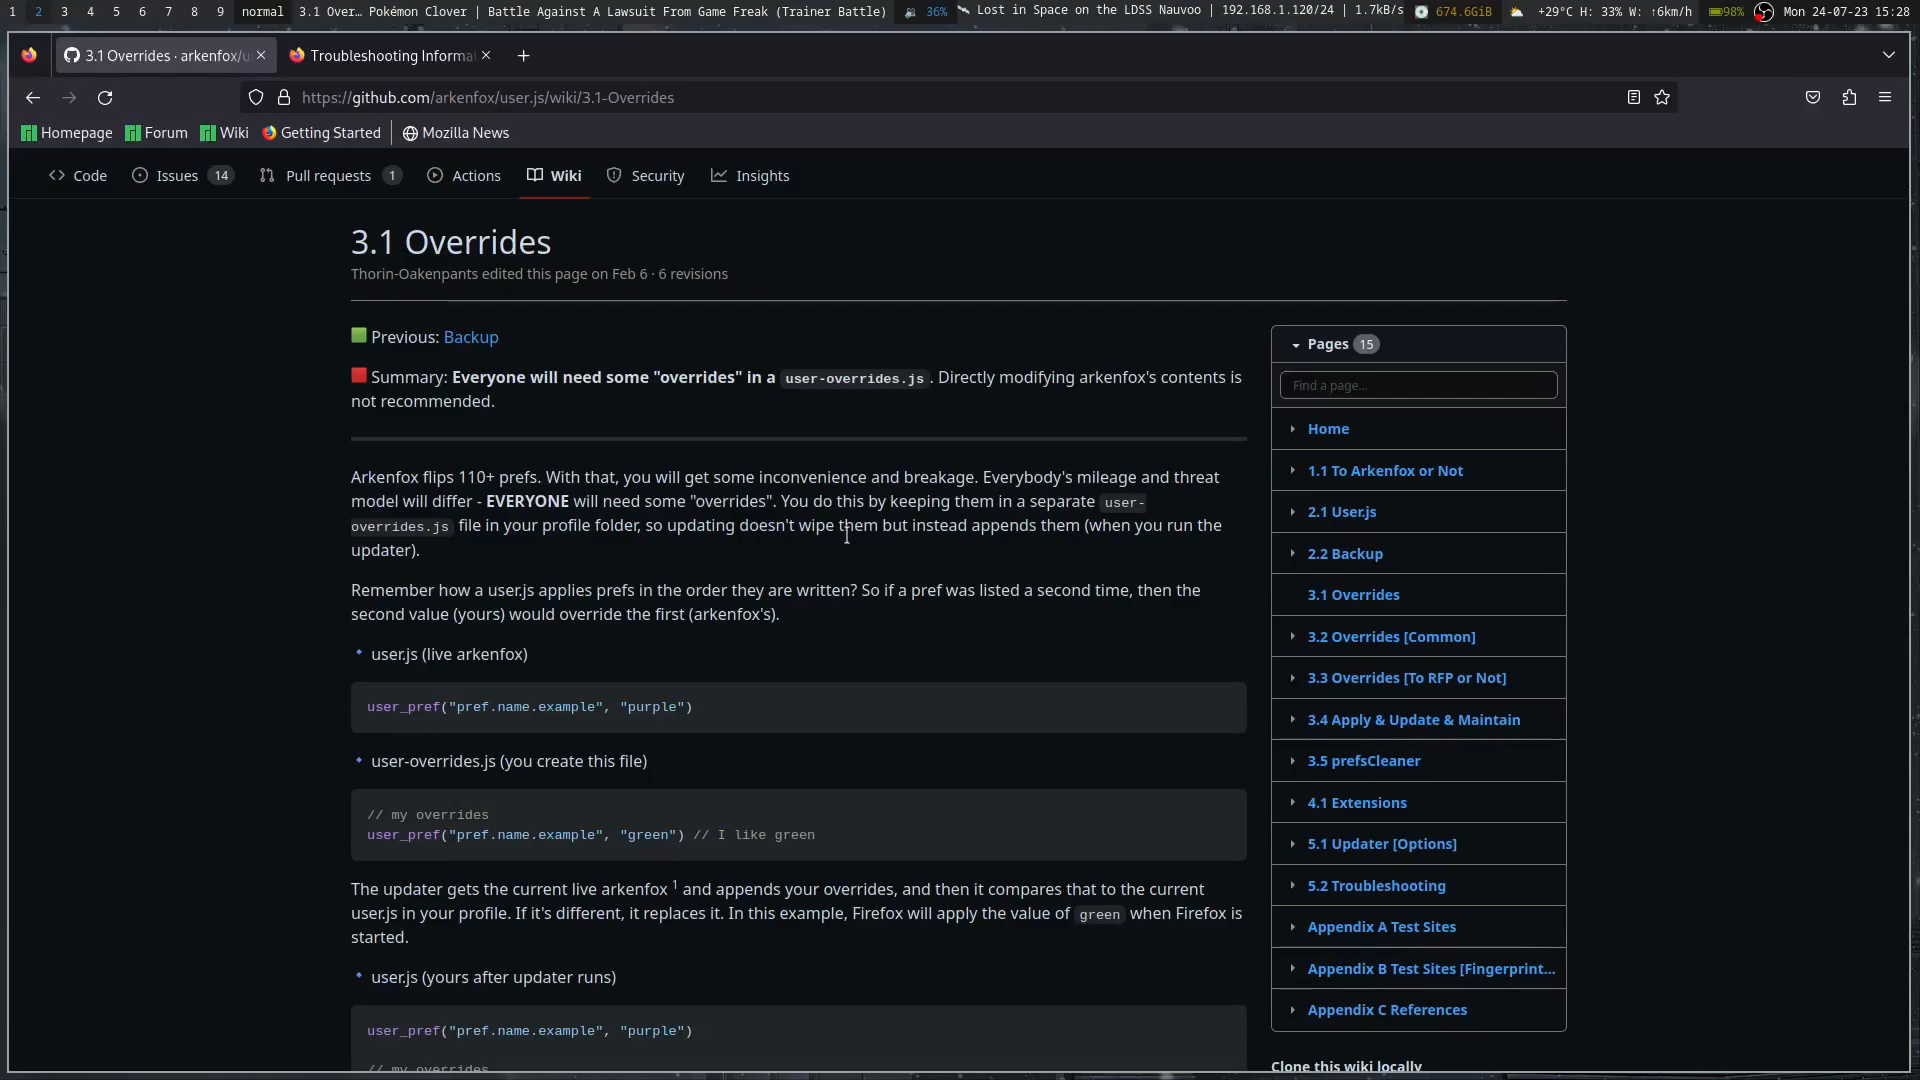 1 2 3 4 5 6 7 8 9 normal 3.1 Over… Pokémon Clover | Battle Against A Lawsuit From Game Freak (Trainer Battle) 36% Lost in Space on the LDSS Nauvoo | 192.168.1.120/24 | 1.7kB/s 674.6GiB +29°C H: 33% W: ↑6km/h 98% Mon 24-07-23 15:28
3.1 Overrides · arkenfox/u Troubleshooting Informa
https://github.com/arkenfox/user.js/wiki/3.1-Overrides
Homepage Forum Wiki Getting Started Mozilla News
Code Issues 14 Pull requests 1 Actions Wiki Security Insights
3.1 Overrides
Thorin-Oakenpants edited this page on Feb 6 · 6 revisions
Previous: Backup
Summary: Everyone will need some "overrides" in a user-overrides.js. Directly modifying arkenfox's contents is
not recommended.
Arkenfox flips 110+ prefs. With that, you will get some inconvenience and breakage. Everybody's mileage and threat
model will differ - EVERYONE will need some "overrides". You do this by keeping them in a separate user-
overrides.js file in your profile folder, so updating doesn't wipe them but instead appends them (when you run the
updater).
Remember how a user.js applies prefs in the order they are written? So if a pref was listed a second time, then the
second value (yours) would override the first (arkenfox's).
user.js (live arkenfox)
user_pref("pref.name.example", "purple")
user-overrides.js (you create this file)
// my overrides
user_pref("pref.name.example", "green") // I like green
The updater gets the current live arkenfox 1 and appends your overrides, and then it compares that to the current
user.js in your profile. If it's different, it replaces it. In this example, Firefox will apply the value of green when Firefox is
started.
user.js (yours after updater runs)
user_pref("pref.name.example", "purple")
// my overrides
Pages 15
Find a page…
Home
1.1 To Arkenfox or Not
2.1 User.js
2.2 Backup
3.1 Overrides
3.2 Overrides [Common]
3.3 Overrides [To RFP or Not]
3.4 Apply & Update & Maintain
3.5 prefsCleaner
4.1 Extensions
5.1 Updater [Options]
5.2 Troubleshooting
Appendix A Test Sites
Appendix B Test Sites [Fingerprint…
Appendix C References
Clone this wiki locally